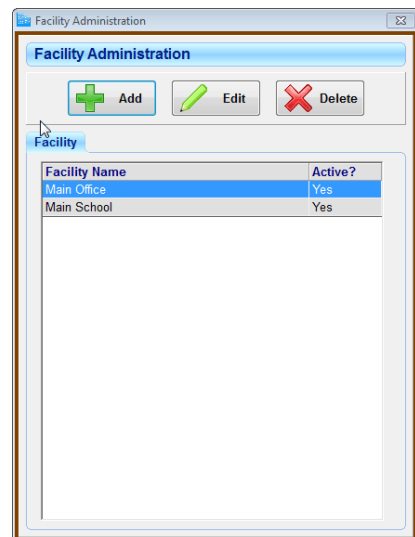 Facility Administration
Facility Administration
Add Edit Delete
Facility
Facility Name Active?
Main Office Yes
Main School Yes